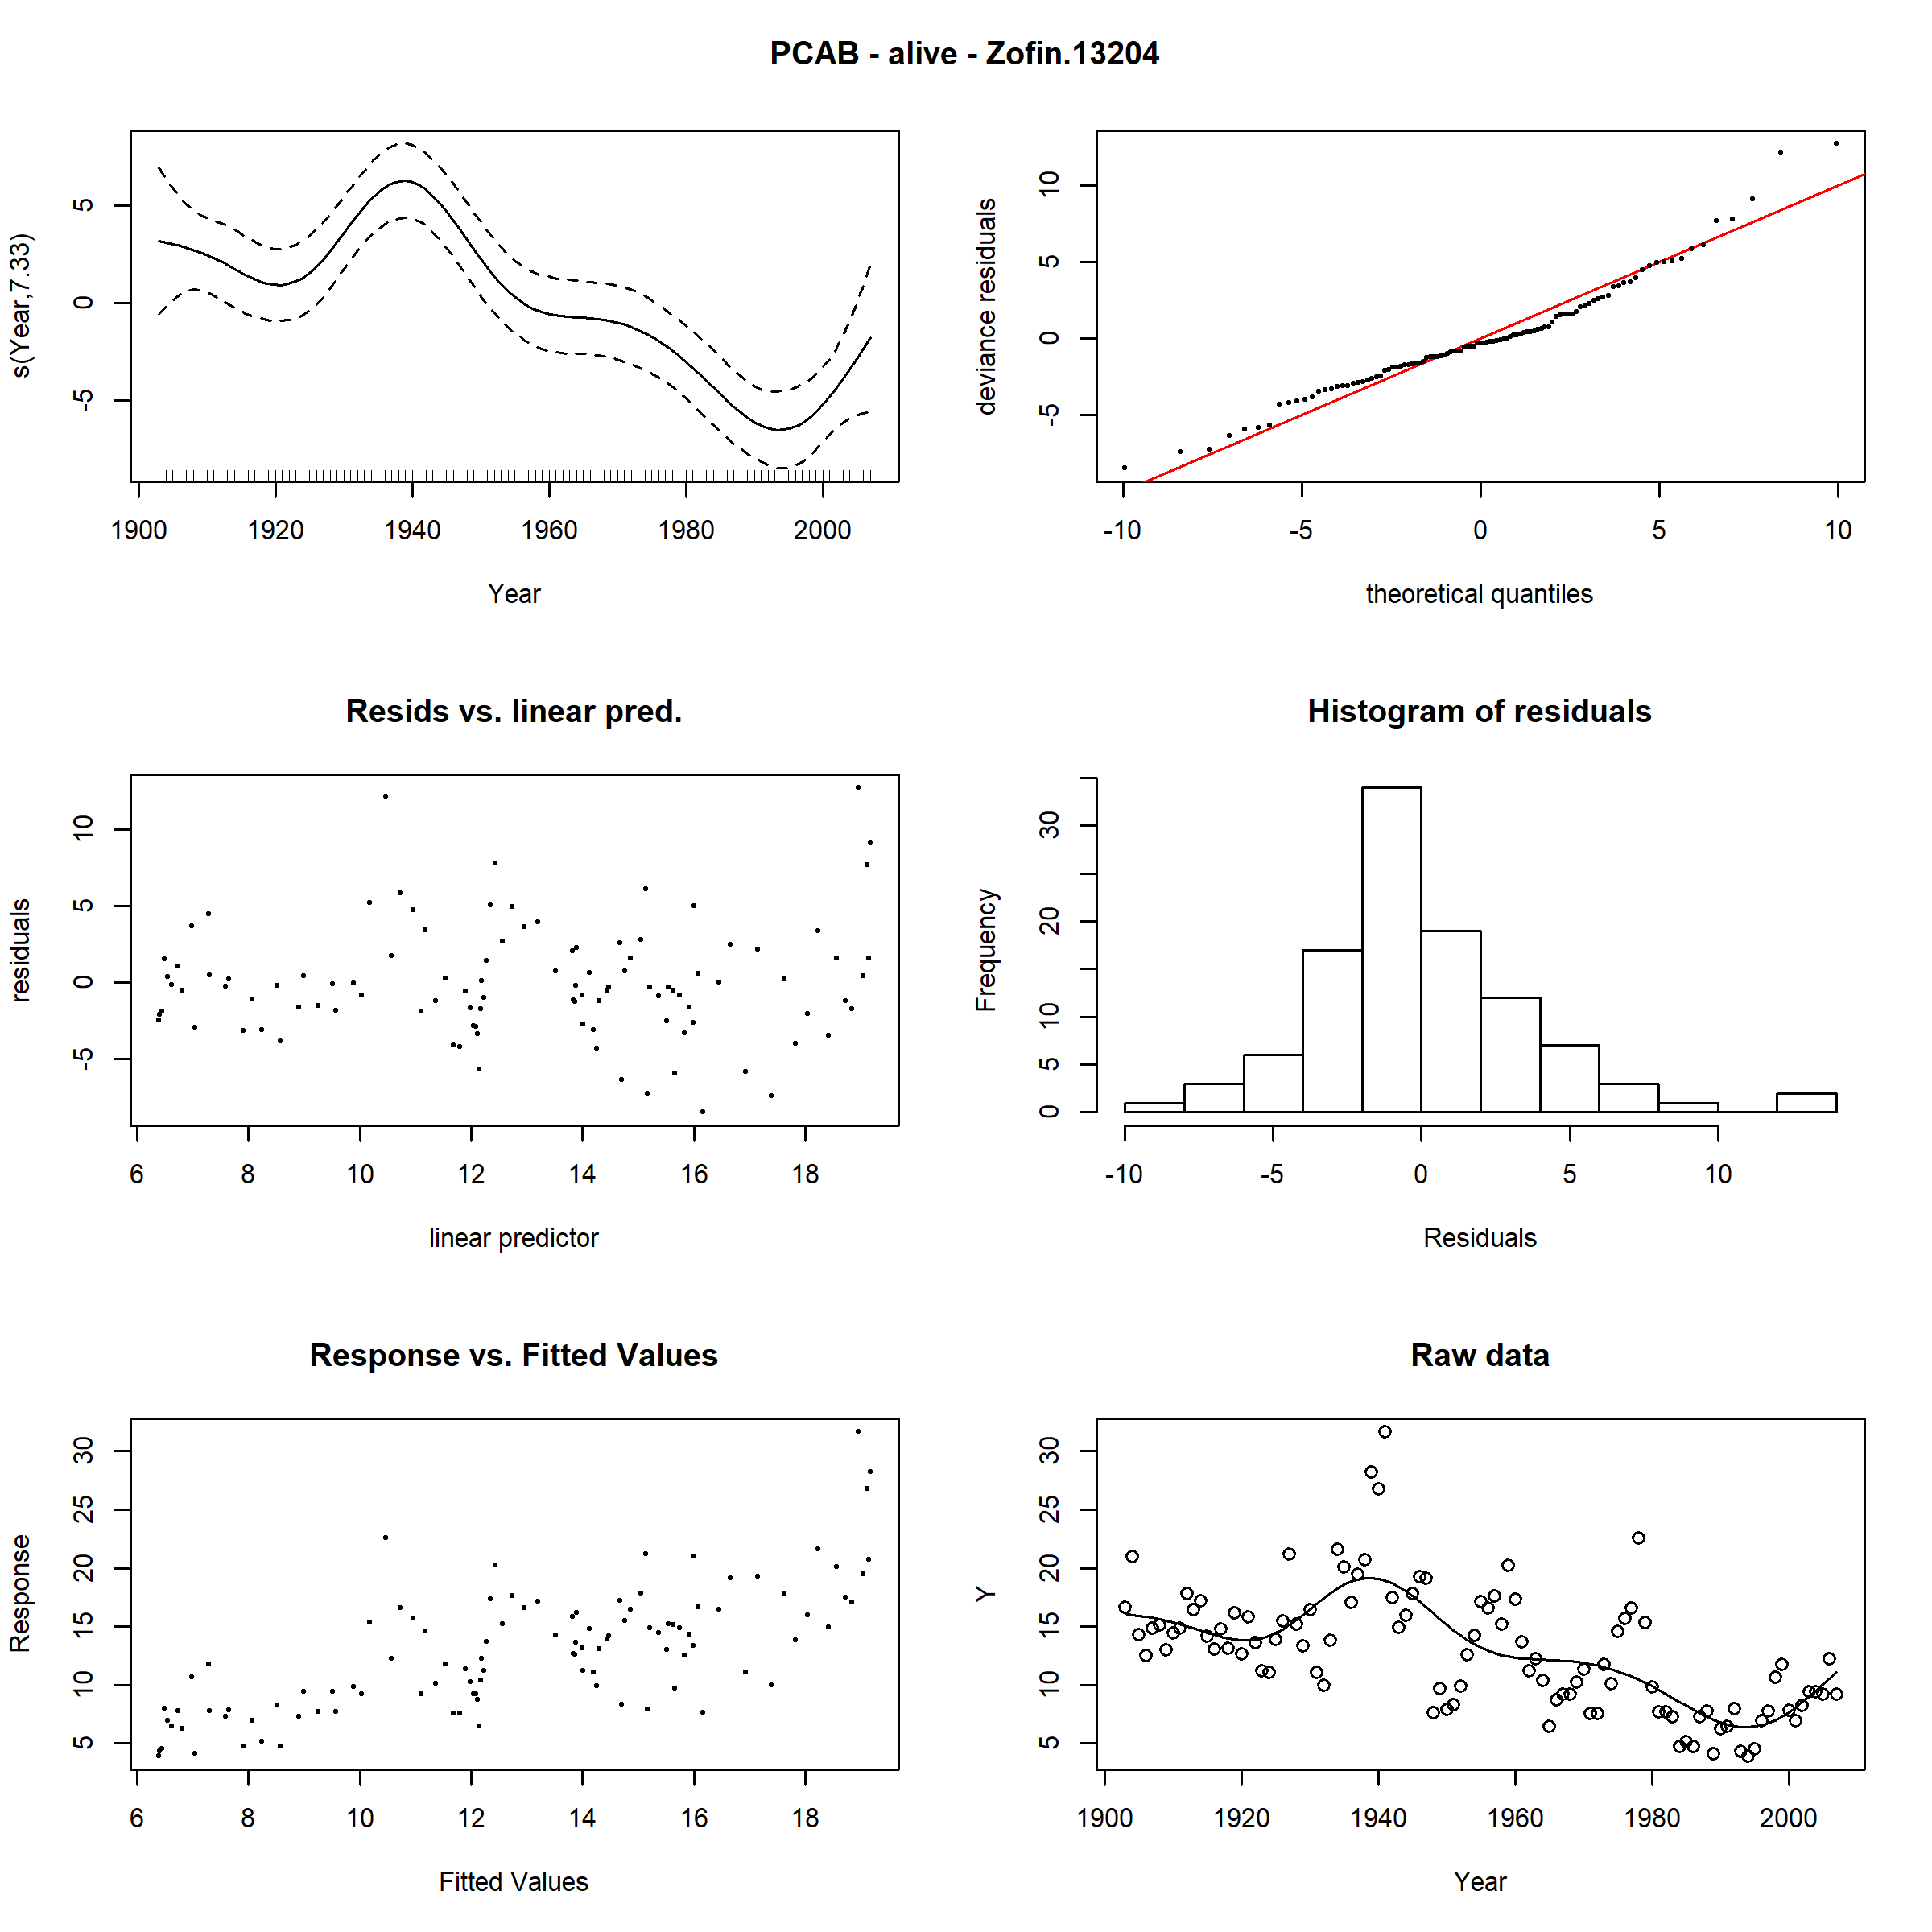 PCAB - alive - Zofin.13204
s(Year,7.33)
5
0
-5
1900 1920 1940 1960 1980 2000
Year
deviance residuals
10
5
0
-5
-10 -5 0 5 10
theoretical quantiles
Resids vs. linear pred.
residuals
10
5
0
-5
6 8 10 12 14 16 18
linear predictor
Histogram of residuals
Frequency
30
20
10
5
0
-10 -5 0 5 10
Residuals
Response vs. Fitted Values
Response
30
25
20
15
10
5
6 8 10 12 14 16 18
Fitted Values
Raw data
Y
30
25
20
15
10
5
1900 1920 1940 1960 1980 2000
Year